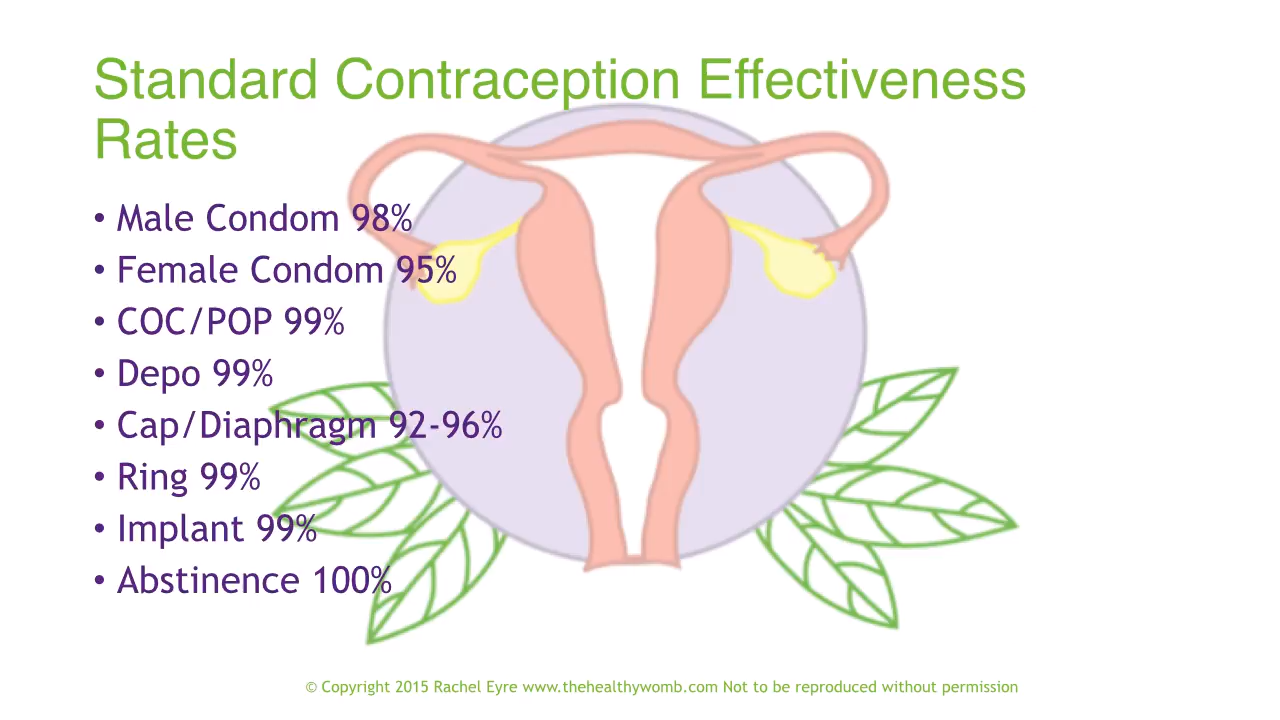 Standard Contraception Effectiveness
Rates
• Male Condom 98%
• Female Condom 95%
• COC/POP 99%
• Depo 99%
• Cap/Diaphragm 92-96%
• Ring 99%
• Implant 99%
• Abstinence 100%
© Copyright 2015 Rachel Eyre www.thehealthywomb.com Not to be reproduced without permission